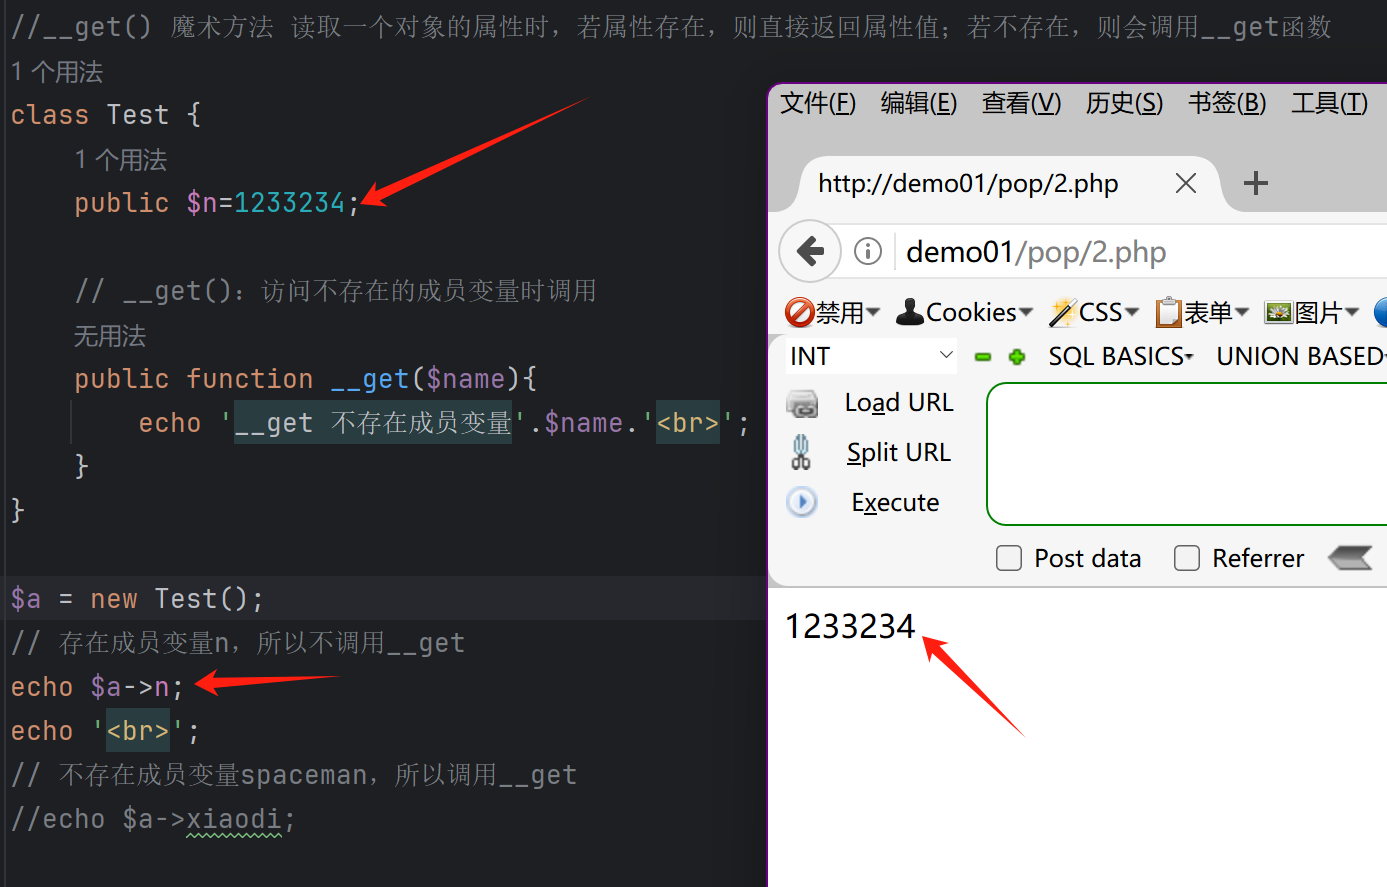 //__get() 魔术方法 读取一个对象的属性时，若属性存在，则直接返回属性值；若不存在，则会调用__get函数
1 个用法
class Test {
1 个用法
public $n=1233234;
// __get()：访问不存在的成员变量时调用
无用法
public function __get($name){
echo '__get 不存在成员变量'.$name.'<br>';
}
}
$a = new Test();
// 存在成员变量n，所以不调用__get
echo $a->n;
echo '<br>';
// 不存在成员变量spaceman，所以调用__get
//echo $a->xiaodi;
文件(F) 编辑(E) 查看(V) 历史(S) 书签(B) 工具(T)
http://demo01/pop/2.php
demo01/pop/2.php
禁用 Cookies CSS 表单 图片
INT SQL BASICS UNION BASED
Load URL
Split URL
Execute
Post data Referrer
1233234